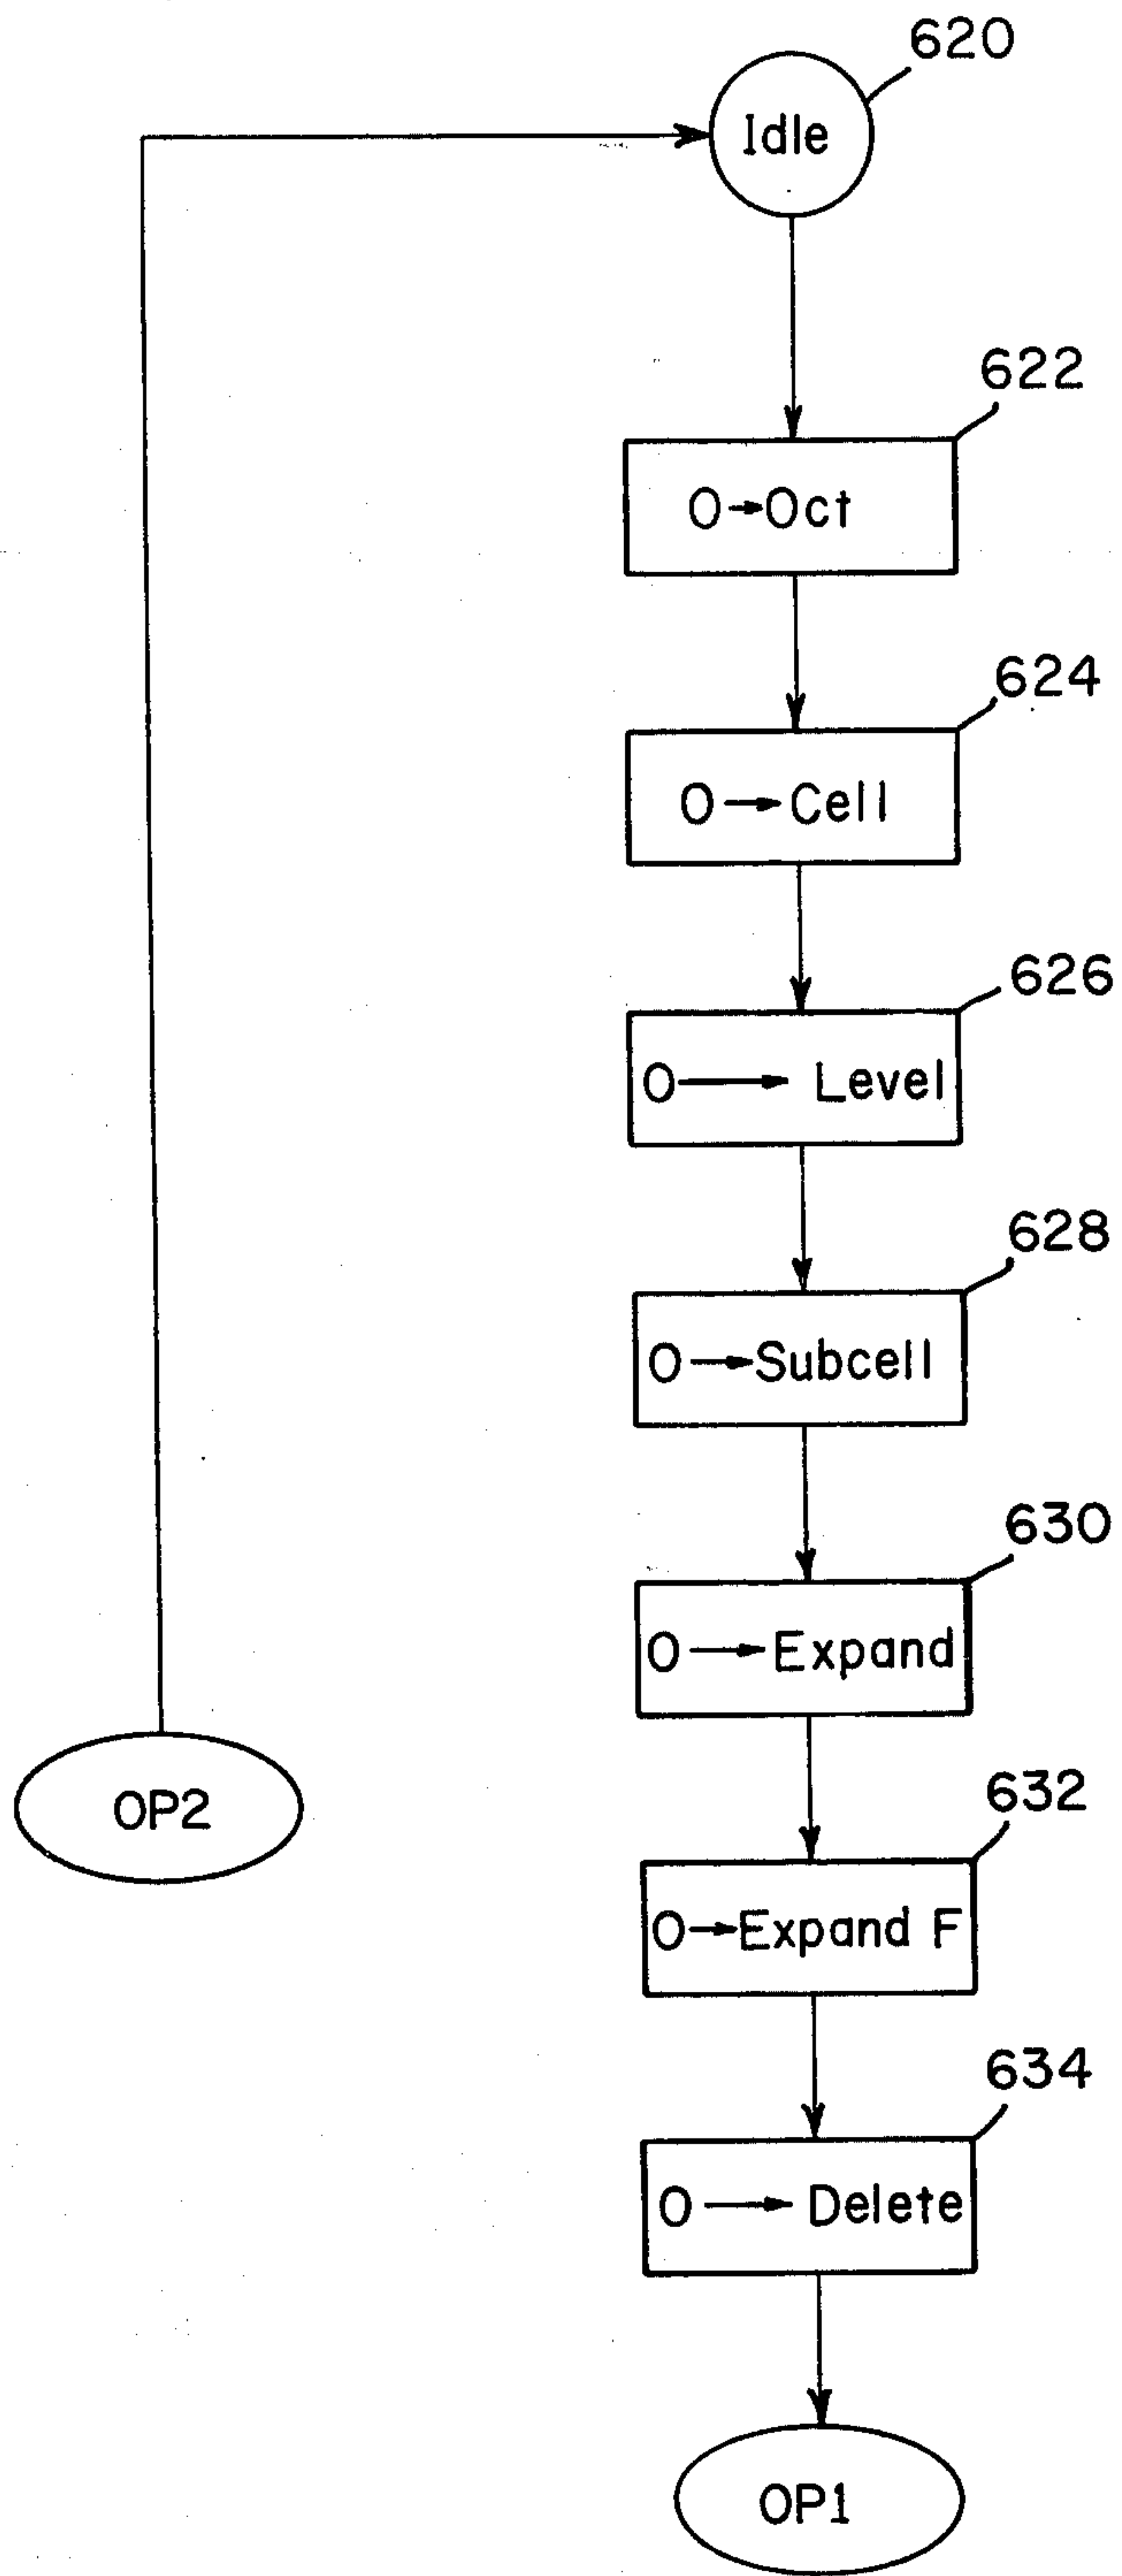 620
Idle
622
0→Oct
624
0→Cell
626
0→Level
628
0→Subcell
630
0→Expand
OP2
632
0→Expand F
634
0→Delete
OP1